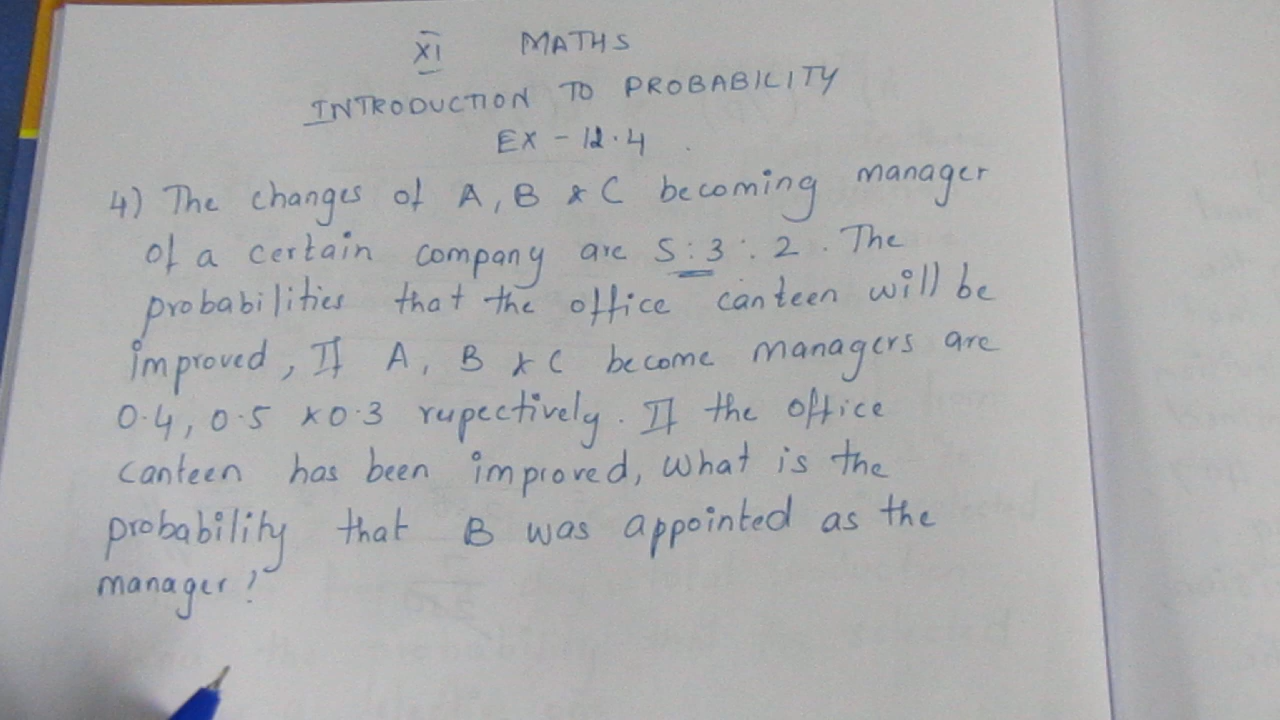 XI MATHS
INTRODUCTION TO PROBABILITY
EX - 12.4
4) The changes of A, B & C becoming manager
of a certain company are 5:3:2. The
probabilities that the office canteen will be
improved, If A, B & C become managers are
0.4, 0.5 & 0.3 rupectively. If the office
canteen has been improved, what is the
probability that B was appointed as the
manager?